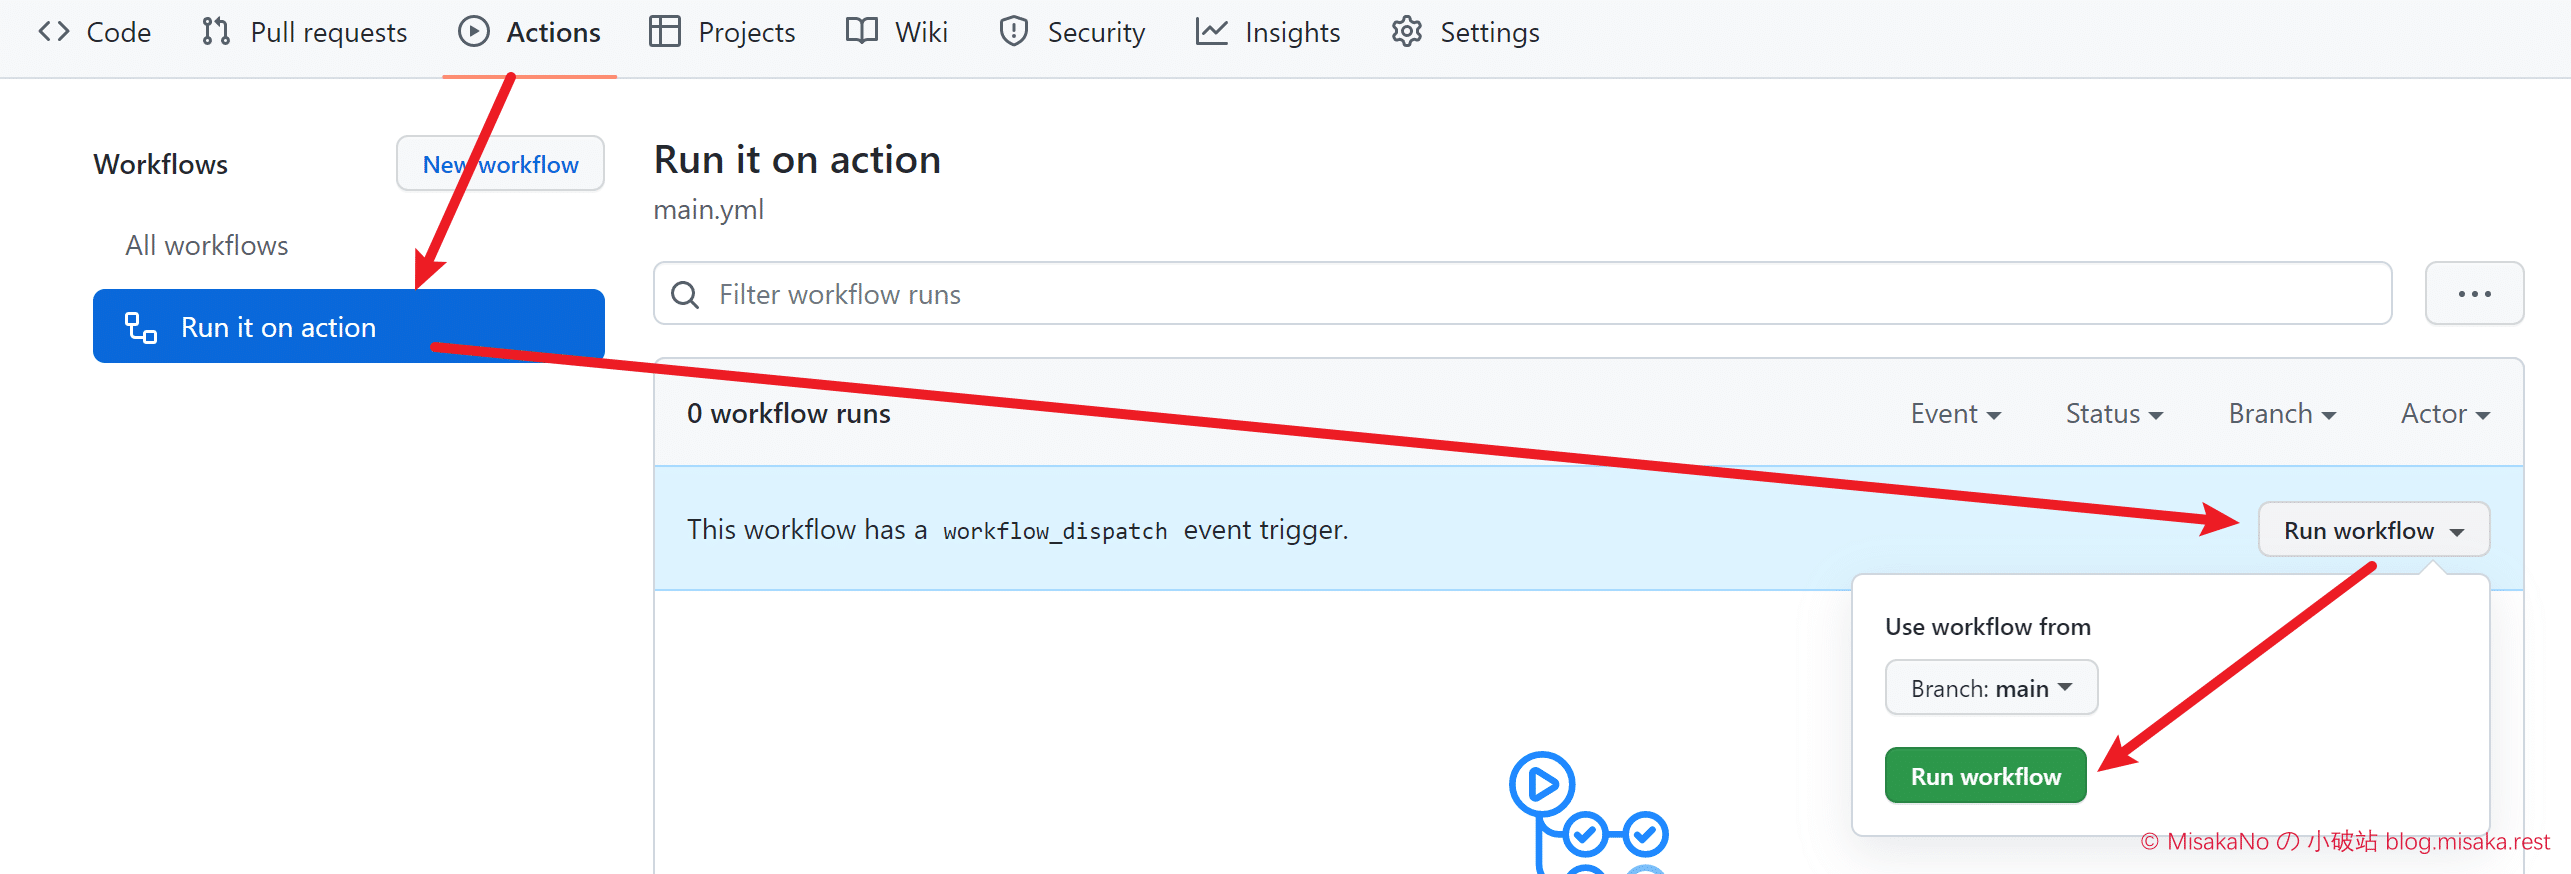 Code Pull requests Actions Projects Wiki Security Insights Settings
Workflows
New workflow
All workflows
Run it on action
Run it on action
main.yml
Filter workflow runs
0 workflow runs
Event Status Branch Actor
This workflow has a workflow_dispatch event trigger.
Run workflow
Use workflow from
Branch: main
Run workflow
© MisakaNo の 小破站 blog.misaka.rest